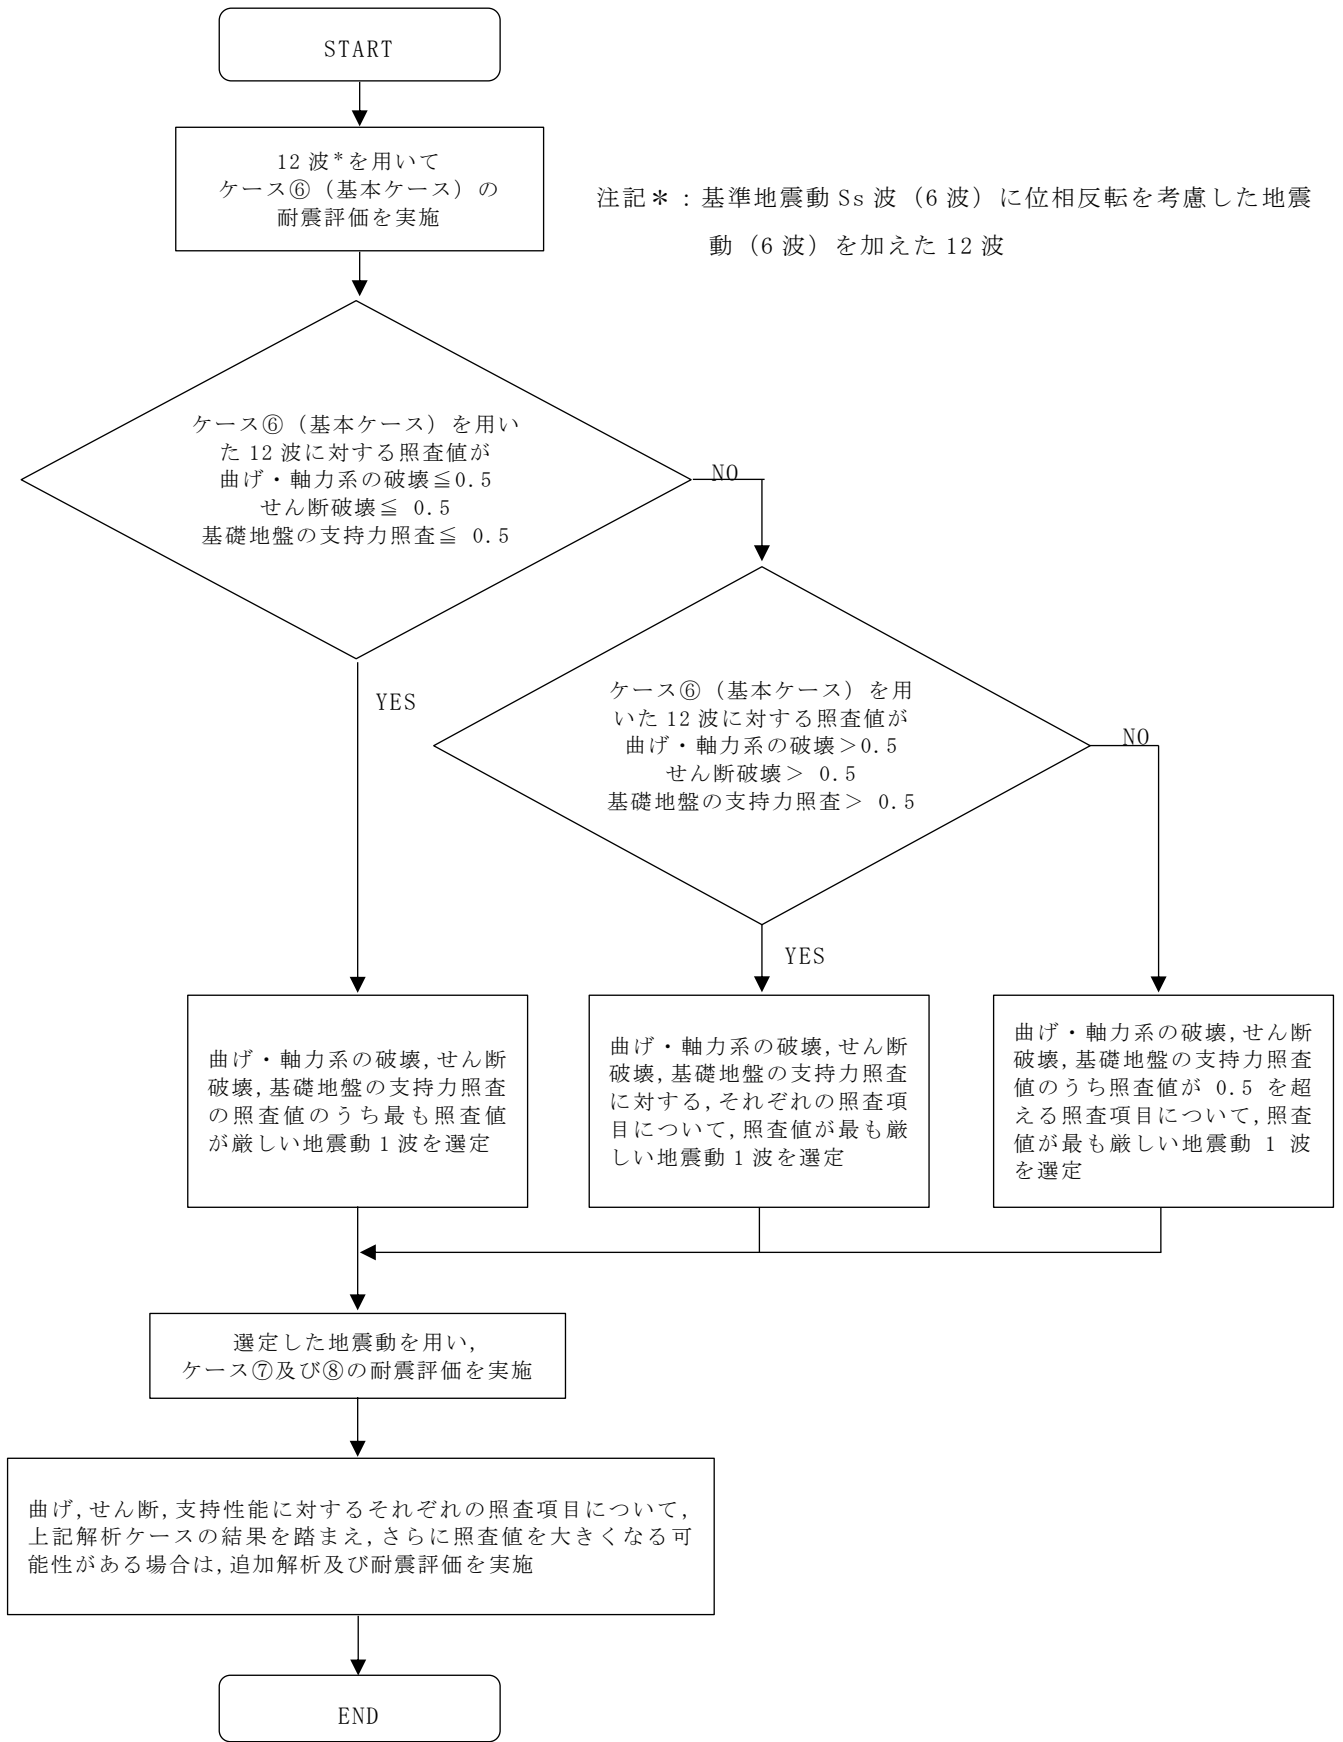 START
12 波*を用いて
ケース⑥（基本ケース）の
耐震評価を実施
注記＊：基準地震動 Ss 波（6 波）に位相反転を考慮した地震
動（6 波）を加えた 12 波
ケース⑥（基本ケース）を用い
た 12 波に対する照査値が
曲げ・軸力系の破壊≦0.5
せん断破壊≦ 0.5
基礎地盤の支持力照査≦ 0.5
NO
YES
ケース⑥（基本ケース）を用
いた 12 波に対する照査値が
曲げ・軸力系の破壊＞0.5
せん断破壊＞ 0.5
基礎地盤の支持力照査＞ 0.5
NO
YES
曲げ・軸力系の破壊,せん断
破壊,基礎地盤の支持力照査
の照査値のうち最も照査値
が厳しい地震動 1 波を選定
曲げ・軸力系の破壊,せん断
破壊,基礎地盤の支持力照査
に対する,それぞれの照査項
目について,照査値が最も厳
しい地震動 1 波を選定
曲げ・軸力系の破壊,せん断
破壊,基礎地盤の支持力照査
値のうち照査値が 0.5 を超
える照査項目について,照査
値が最も厳しい地震動 1 波
を選定
選定した地震動を用い,
ケース⑦及び⑧の耐震評価を実施
曲げ,せん断,支持性能に対するそれぞれの照査項目について,
上記解析ケースの結果を踏まえ,さらに照査値を大きくなる可
能性がある場合は,追加解析及び耐震評価を実施
END